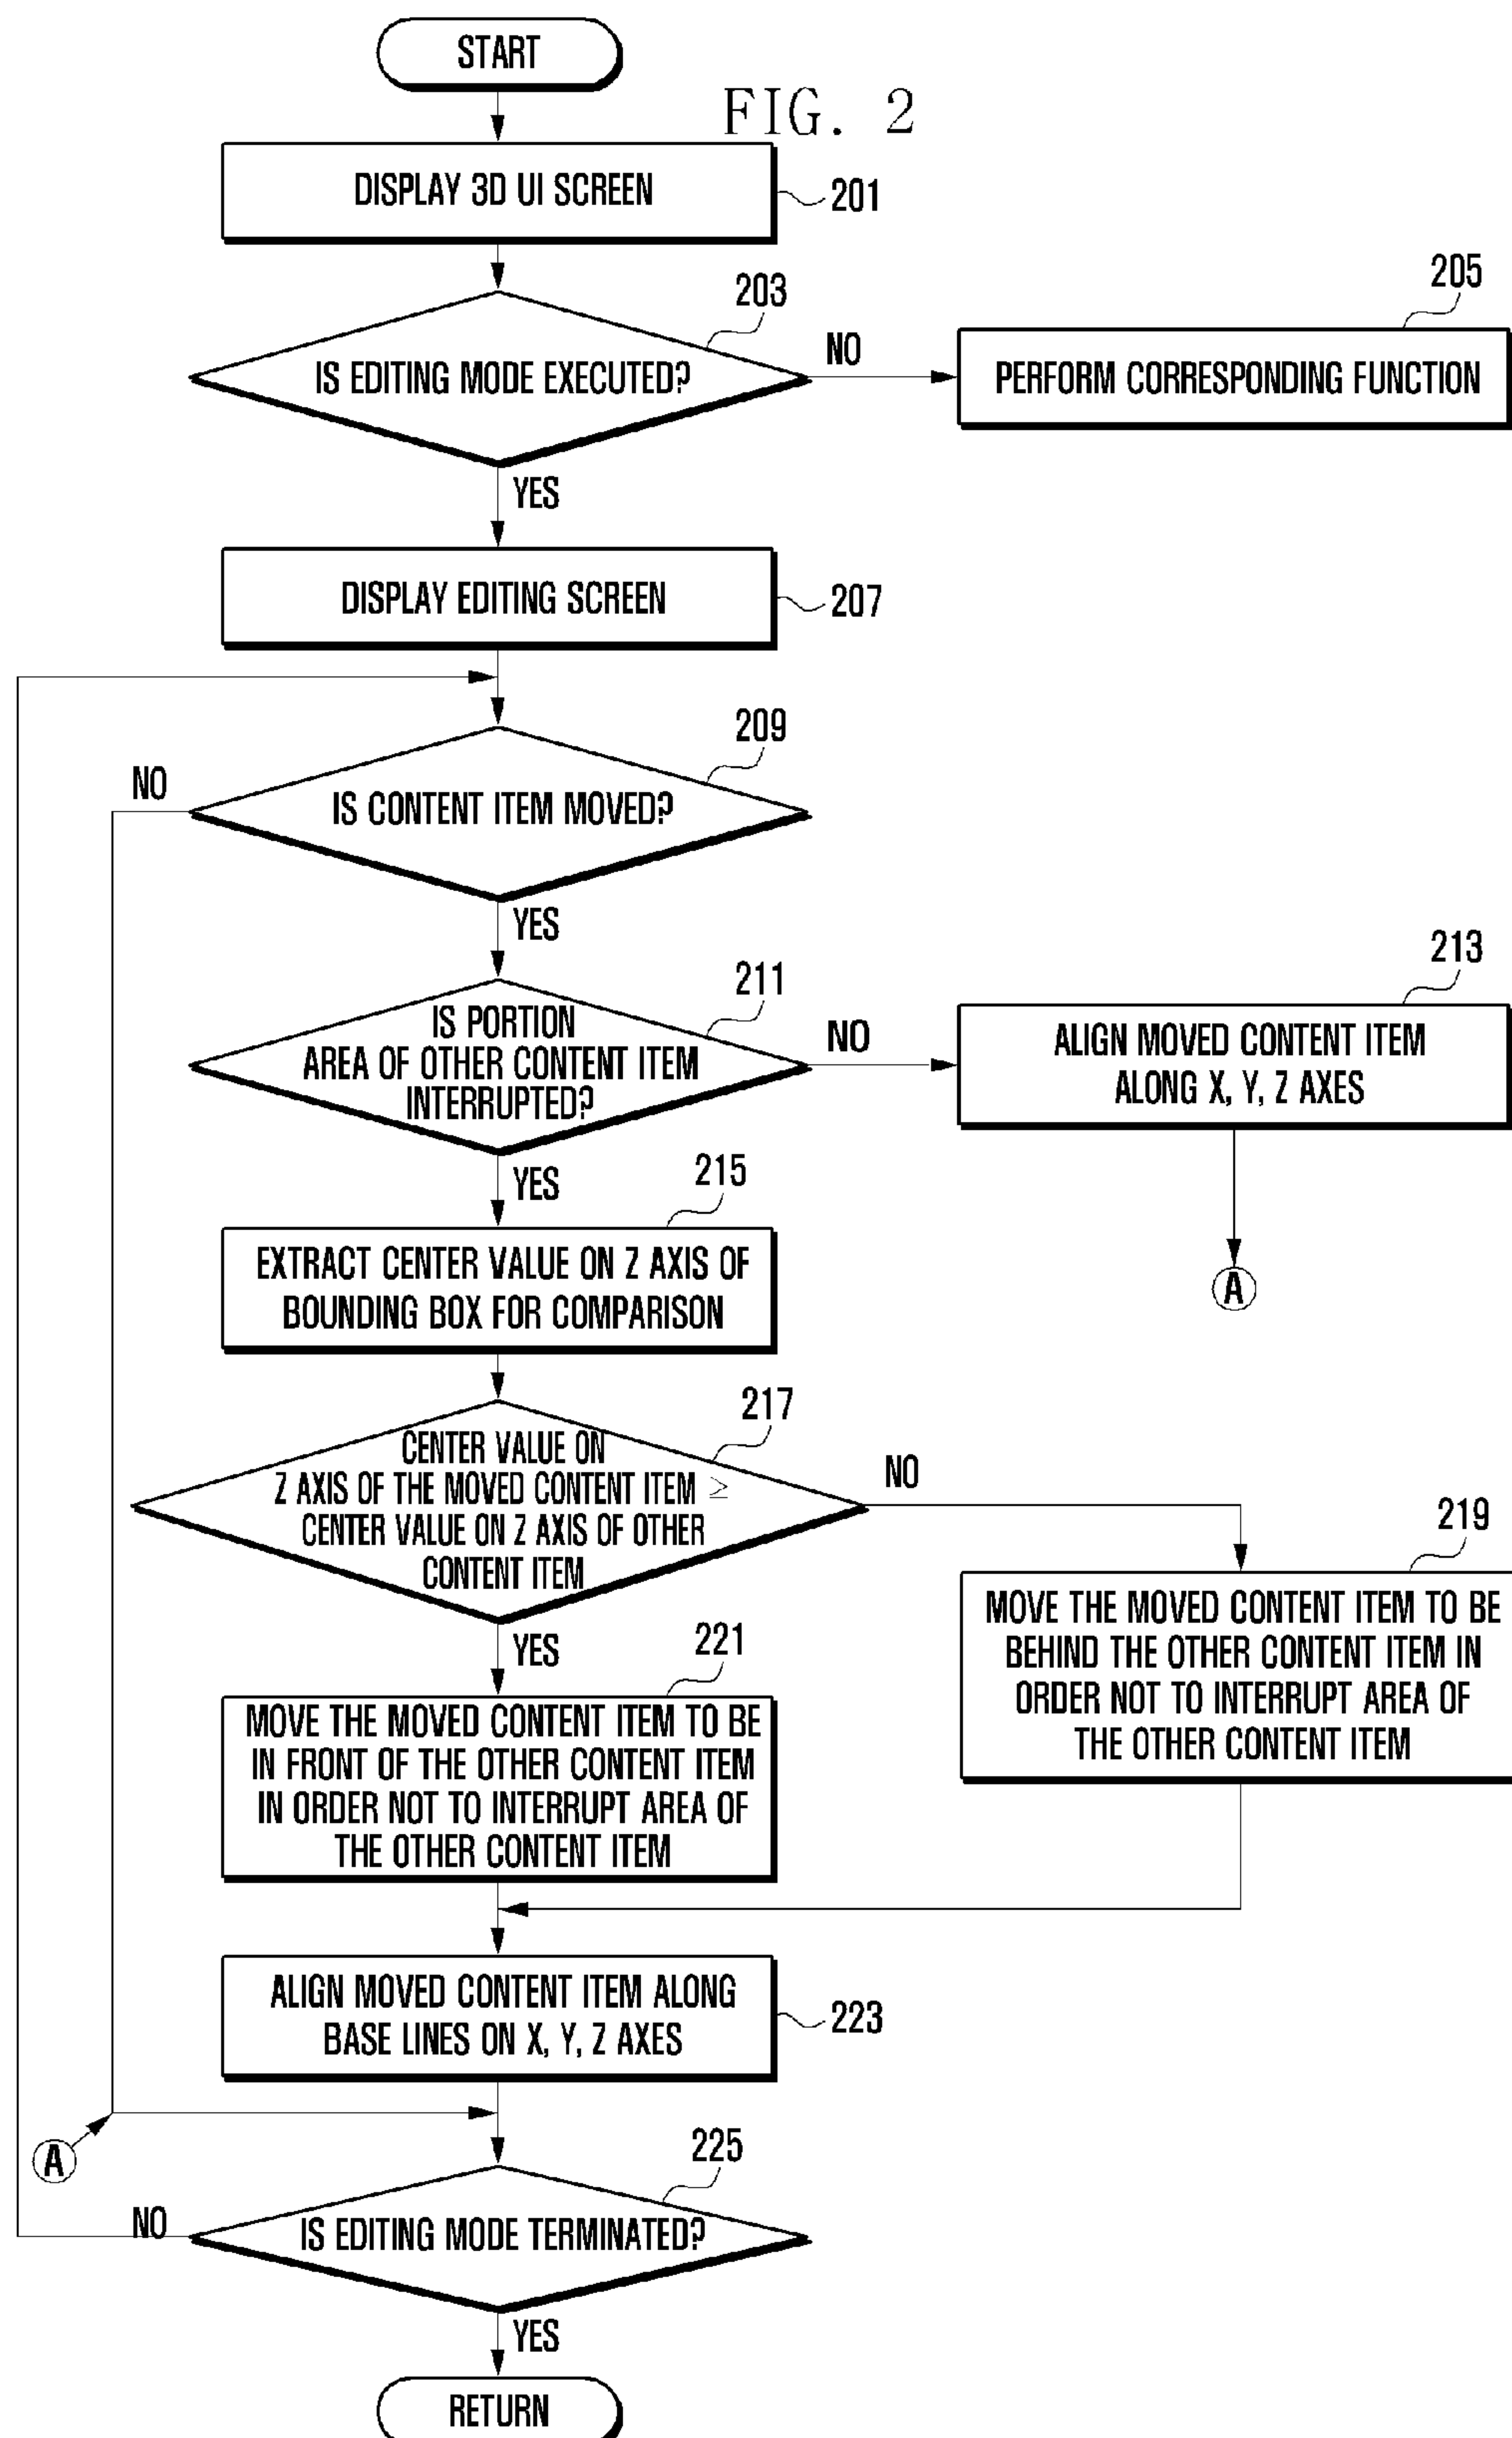 START
FIG. 2
DISPLAY 3D UI SCREEN
201
203
IS EDITING MODE EXECUTED?
NO
205
PERFORM CORRESPONDING FUNCTION
YES
DISPLAY EDITING SCREEN
207
209
NO
IS CONTENT ITEM MOVED?
YES
211
IS PORTION
AREA OF OTHER CONTENT ITEM
INTERRUPTED?
NO
213
ALIGN MOVED CONTENT ITEM
ALONG X, Y, Z AXES
A
YES
215
EXTRACT CENTER VALUE ON Z AXIS OF
BOUNDING BOX FOR COMPARISON
217
CENTER VALUE ON
Z AXIS OF THE MOVED CONTENT ITEM ≥
CENTER VALUE ON Z AXIS OF OTHER
CONTENT ITEM
NO
219
MOVE THE MOVED CONTENT ITEM TO BE
BEHIND THE OTHER CONTENT ITEM IN
ORDER NOT TO INTERRUPT AREA OF
THE OTHER CONTENT ITEM
YES
221
MOVE THE MOVED CONTENT ITEM TO BE
IN FRONT OF THE OTHER CONTENT ITEM
IN ORDER NOT TO INTERRUPT AREA OF
THE OTHER CONTENT ITEM
ALIGN MOVED CONTENT ITEM ALONG
BASE LINES ON X, Y, Z AXES
223
A
225
NO
IS EDITING MODE TERMINATED?
YES
RETURN